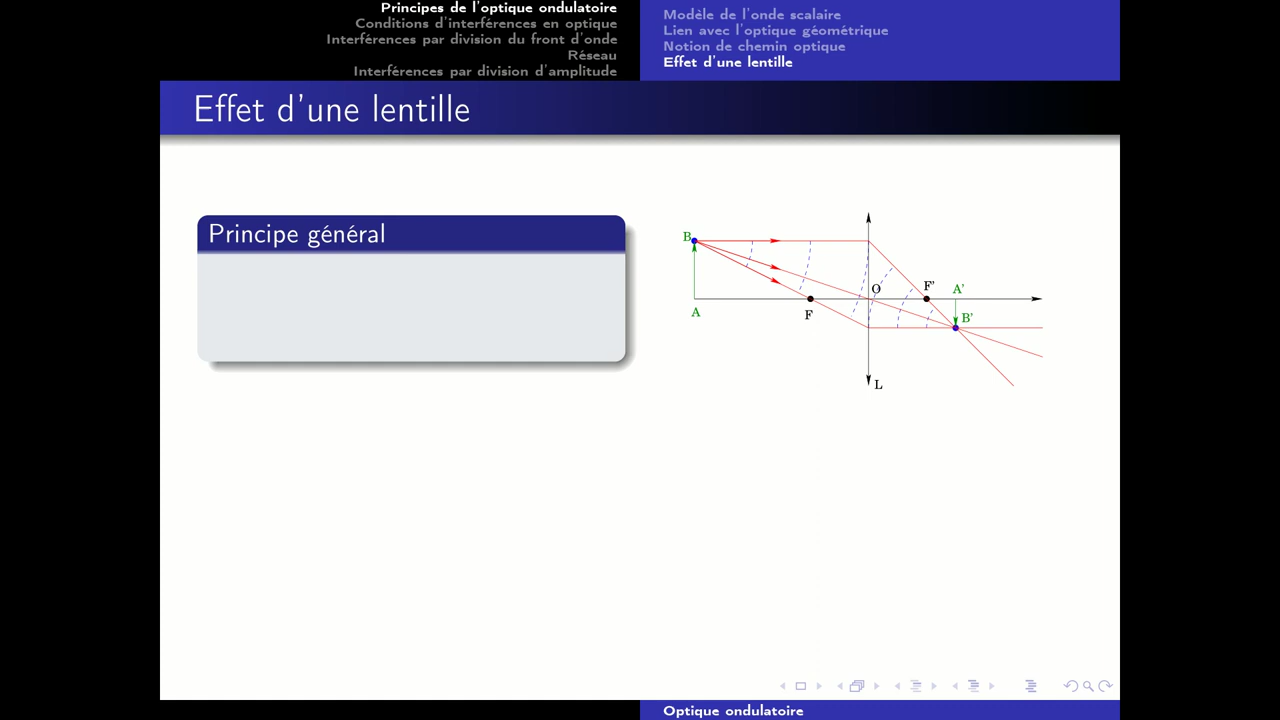 Principes de l'optique ondulatoire
Conditions d'interférences en optique
Interférences par division du front d'onde
Réseau
Interférences par division d'amplitude
Modèle de l'onde scalaire
Lien avec l'optique géométrique
Notion de chemin optique
Effet d'une lentille
Effet d'une lentille
Principe général
B
A
F
O
F'
A'
B'
L
Optique ondulatoire